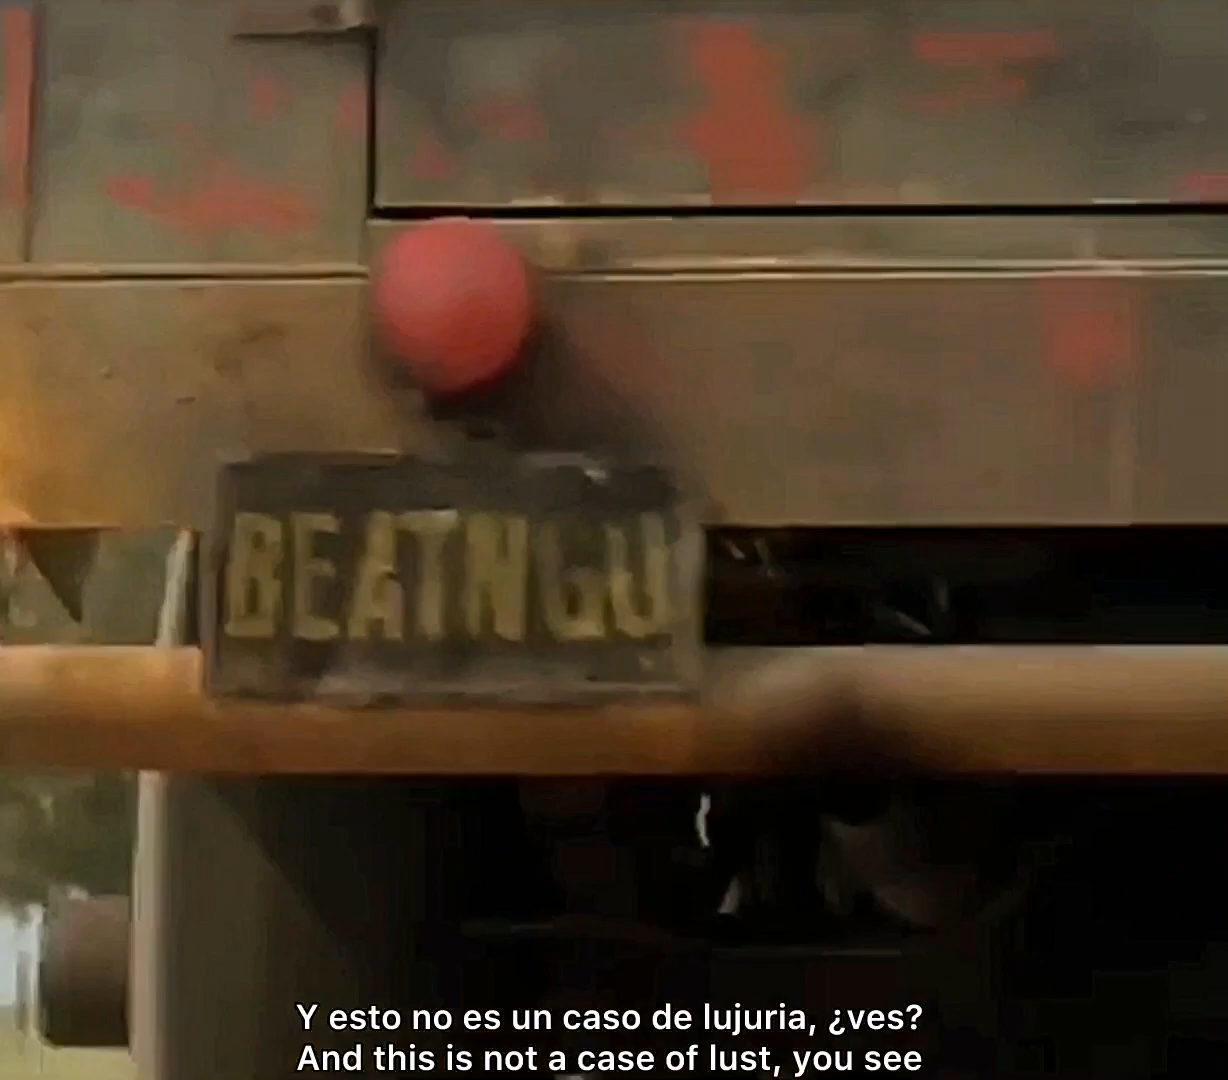 BEATNGU
Y esto no es un caso de lujuria, ¿ves?
And this is not a case of lust, you see